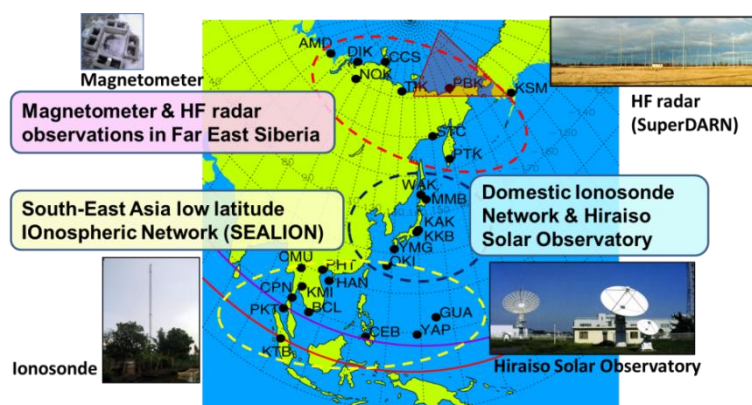 AMD
DIK
CCS
NOK
TIK
PBK
KSM
Magnetometer
HF radar
(SuperDARN)
Magnetometer & HF radar
observations in Far East Siberia
STC
PTK
WAK
MMB
South-East Asia low latitude
IOnospheric Network (SEALION)
Domestic Ionosonde
Network & Hiraiso
Solar Observatory
KAK
KKB
YMG
OKI
CMU
PHT
HAN
CPN
KMI
PKT
BCL
GUA
CEB
YAP
KTB
Ionosonde
Hiraiso Solar Observatory